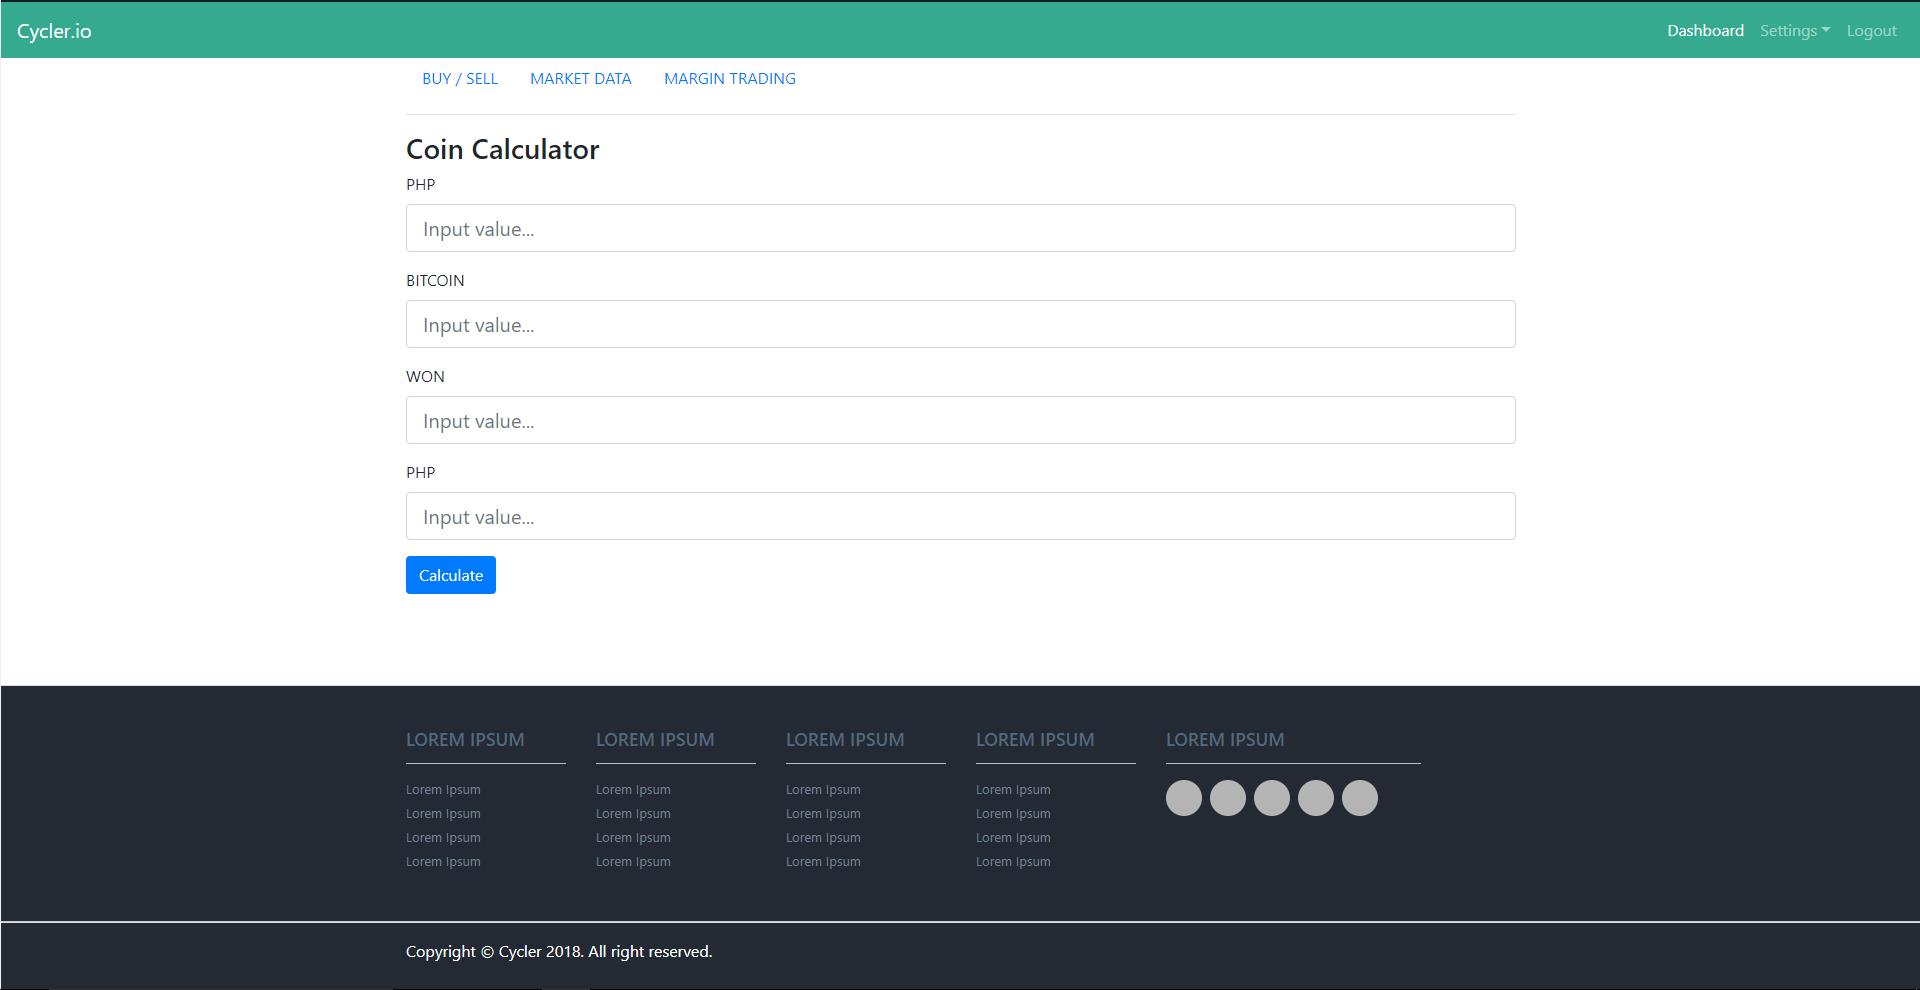 Cycler.io
Dashboard Settings Logout
BUY / SELL MARKET DATA MARGIN TRADING
Coin Calculator
PHP
Input value...
BITCOIN
Input value...
WON
Input value...
PHP
Input value...
Calculate
LOREM IPSUM LOREM IPSUM LOREM IPSUM LOREM IPSUM LOREM IPSUM
Lorem Ipsum Lorem Ipsum Lorem Ipsum Lorem Ipsum
Lorem Ipsum Lorem Ipsum Lorem Ipsum Lorem Ipsum
Lorem Ipsum Lorem Ipsum Lorem Ipsum Lorem Ipsum
Lorem Ipsum Lorem Ipsum Lorem Ipsum Lorem Ipsum
Copyright © Cycler 2018. All right reserved.